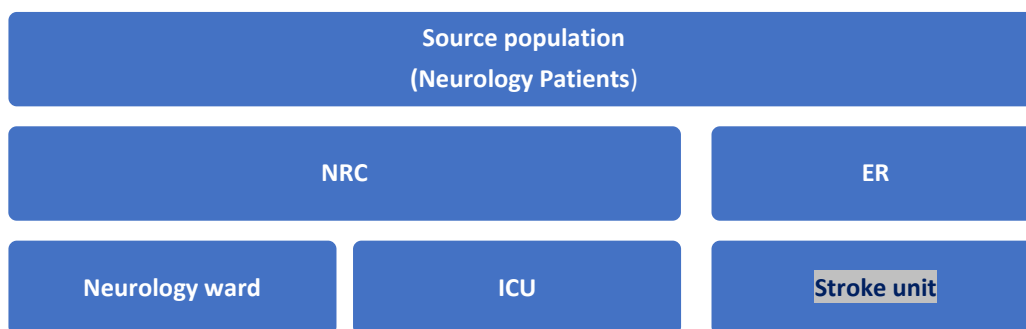 Source population
(Neurology Patients)
NRC
ER
Neurology ward
ICU
Stroke unit